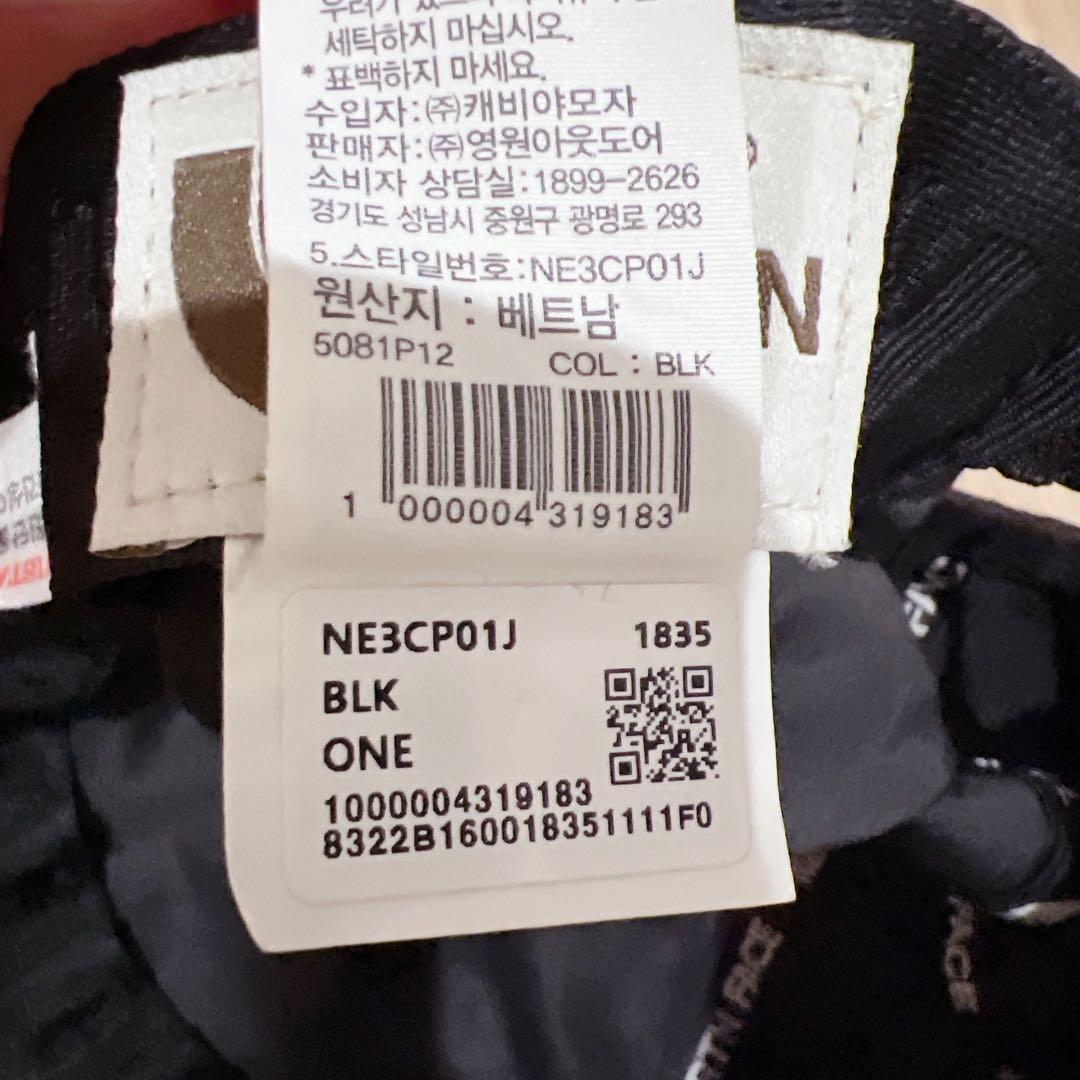 세탁하지 마십시오.
* 표백하지 마세요.
수입자:㈜캐비야모자
판매자:㈜영원아웃도어
소비자 상담실:1899-2626
경기도 성남시 중원구 광명로 293
5.스타일번호:NE3CP01J
원산지 : 베트남
5081P12 COL : BLK
1 000004 319183
N
NE3CP01J 1835
BLK
ONE
1000004319183
8322B160018351111F0